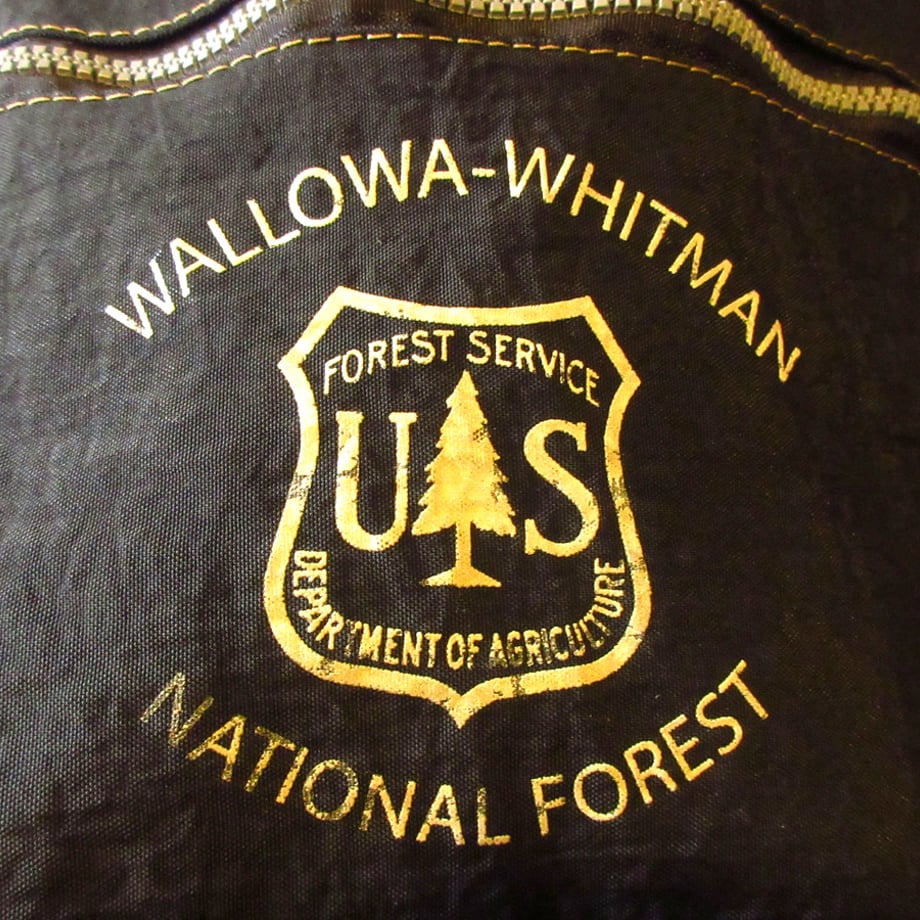 WALLOWA-WHITMAN
FOREST SERVICE
U S
DEPARTMENT OF AGRICULTURE
NATIONAL FOREST